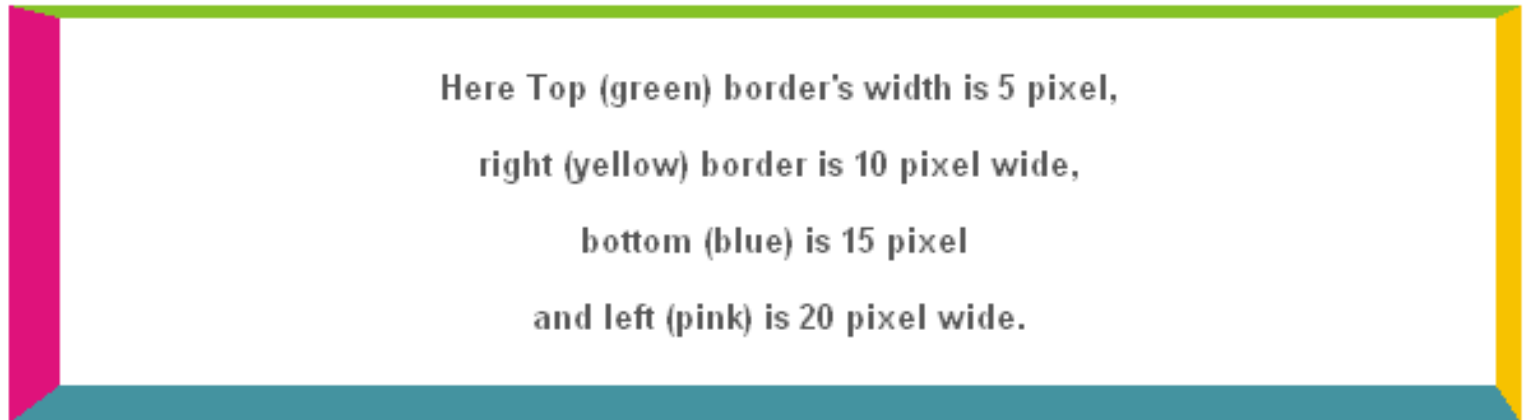 Here Top (green) border's width is 5 pixel,
right (yellow) border is 10 pixel wide,
bottom (blue) is 15 pixel
and left (pink) is 20 pixel wide.